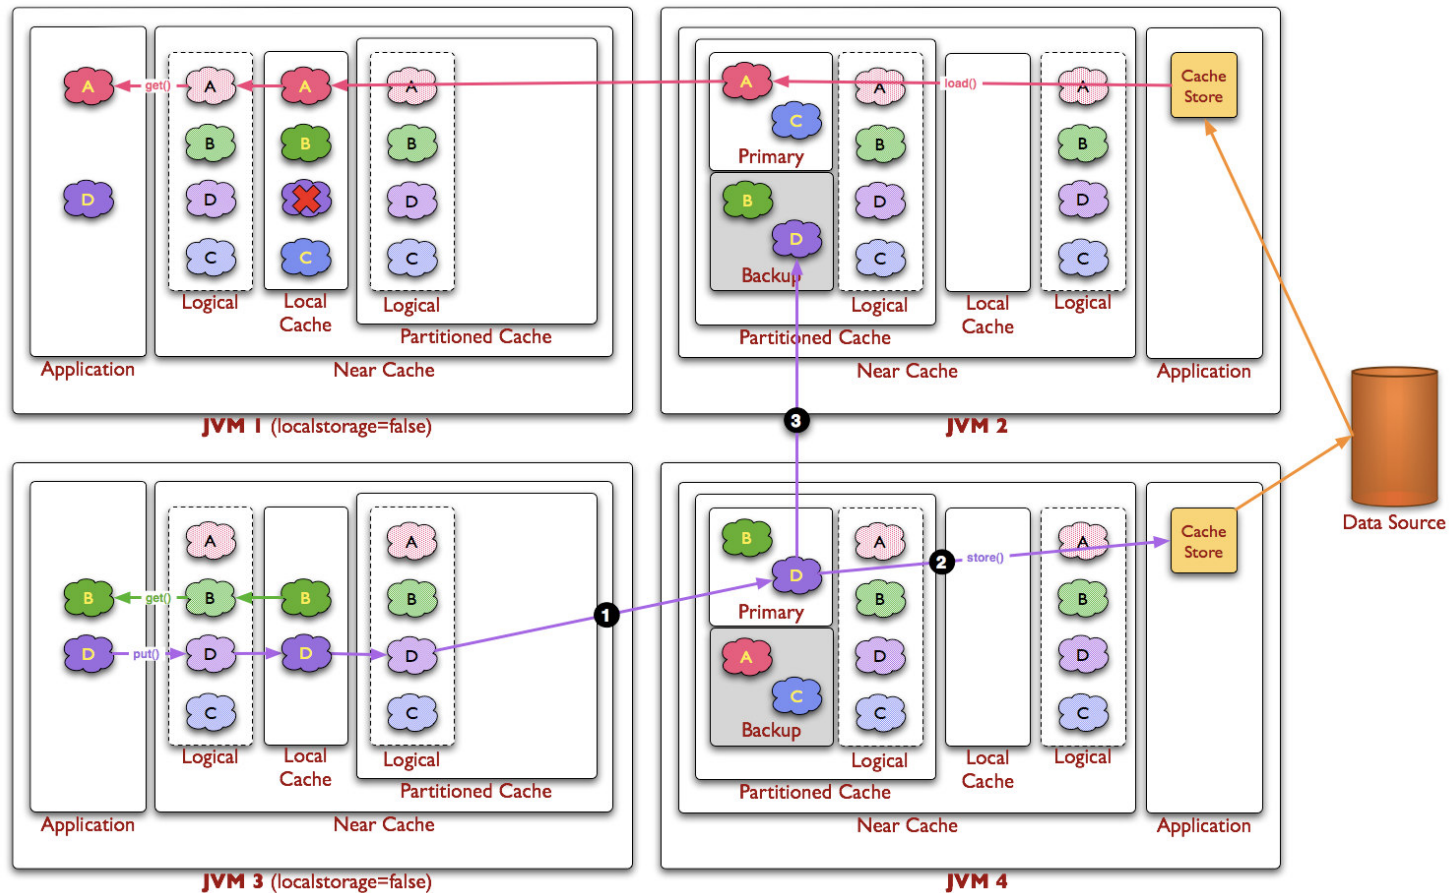 A
get()
A
A
A
B
B
B
D
D
D
C
C
C
Logical
Local
Cache
Logical
Partitioned Cache
Application
Near Cache
JVM 1 (localstorage=false)
A
C
Primary
B
D
Backup
A
B
D
C
Logical
load()
Local
Cache
A
B
D
C
Logical
Cache
Store
Partitioned Cache
Near Cache
Application
JVM 2
3
Data Source
A
A
B
get()
B
B
B
D
put()
D
D
D
C
C
Logical
Local
Cache
Logical
Partitioned Cache
Application
Near Cache
JVM 3 (localstorage=false)
1
B
D
Primary
A
C
Backup
A
B
D
C
Logical
2
store()
Local
Cache
A
B
D
C
Logical
Cache
Store
Partitioned Cache
Near Cache
Application
JVM 4